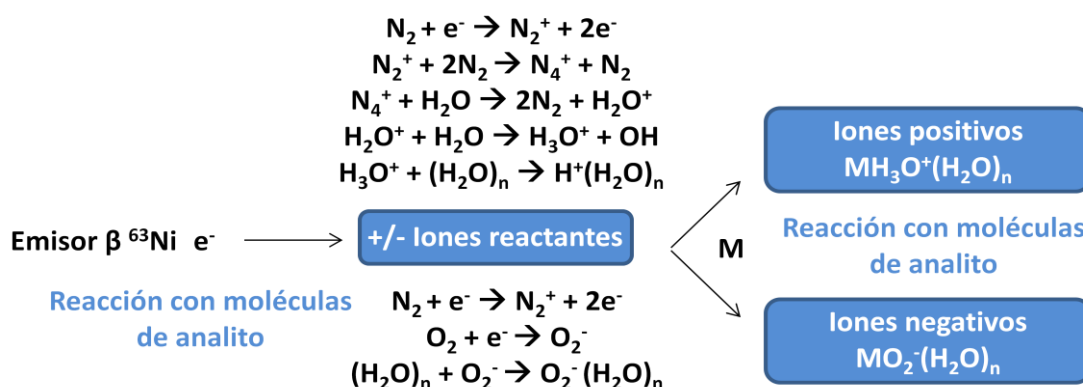 N₂ + e⁻ → N₂⁺ + 2e⁻
N₂⁺ + 2N₂ → N₄⁺ + N₂
N₄⁺ + H₂O → 2N₂ + H₂O⁺
H₂O⁺ + H₂O → H₃O⁺ + OH
H₃O⁺ + (H₂O)ₙ → H⁺(H₂O)ₙ
Emisor β ⁶³Ni e⁻
+/- Iones reactantes
Reacción con moléculas
de analito
N₂ + e⁻ → N₂⁺ + 2e⁻
O₂ + e⁻ → O₂⁻
(H₂O)ₙ + O₂⁻ → O₂⁻ (H₂O)ₙ
M
Iones positivos
MH₃O⁺(H₂O)ₙ
Reacción con moléculas
de analito
Iones negativos
MO₂⁻(H₂O)ₙ